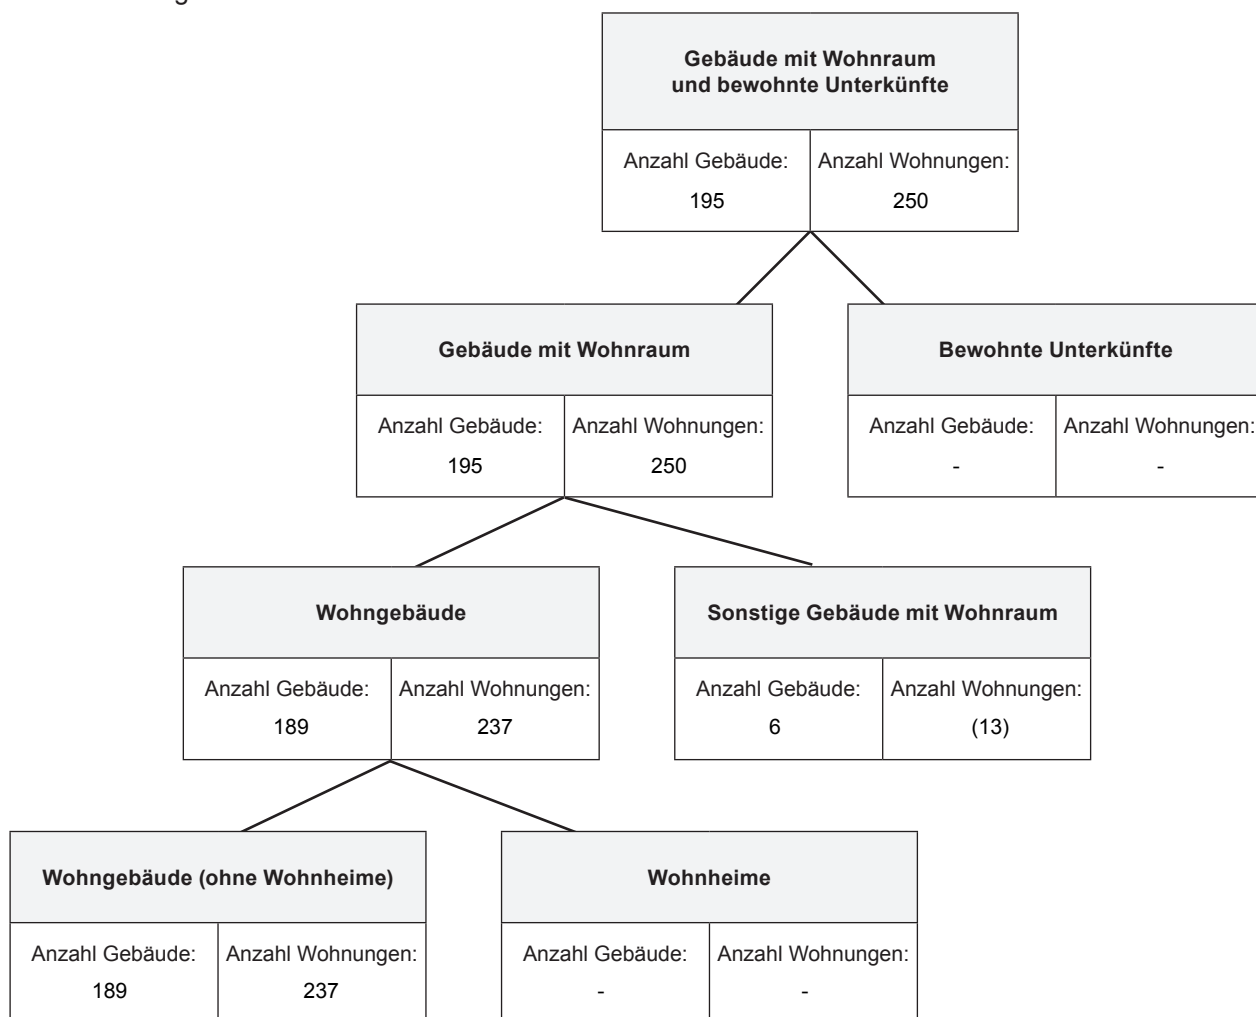 Gebäude mit Wohnraum
und bewohnte Unterkünfte
Anzahl Gebäude: Anzahl Wohnungen:
195 250
Gebäude mit Wohnraum
Bewohnte Unterkünfte
Anzahl Gebäude: Anzahl Wohnungen:
195 250
Anzahl Gebäude: Anzahl Wohnungen:
- -
Wohngebäude
Sonstige Gebäude mit Wohnraum
Anzahl Gebäude: Anzahl Wohnungen:
189 237
Anzahl Gebäude: Anzahl Wohnungen:
6 (13)
Wohngebäude (ohne Wohnheime)
Wohnheime
Anzahl Gebäude: Anzahl Wohnungen:
189 237
Anzahl Gebäude: Anzahl Wohnungen:
- -